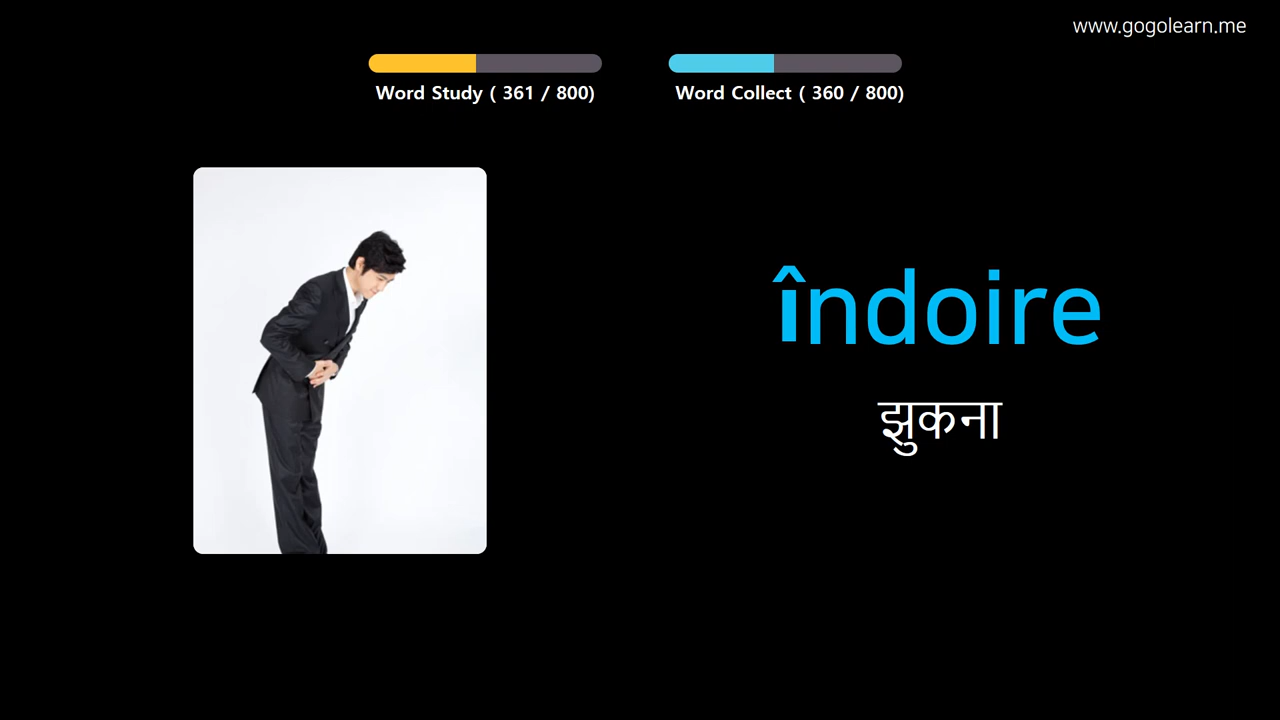 www.gogolearn.me
Word Study ( 361 / 800)
Word Collect ( 360 / 800)
îndoire
झुकना